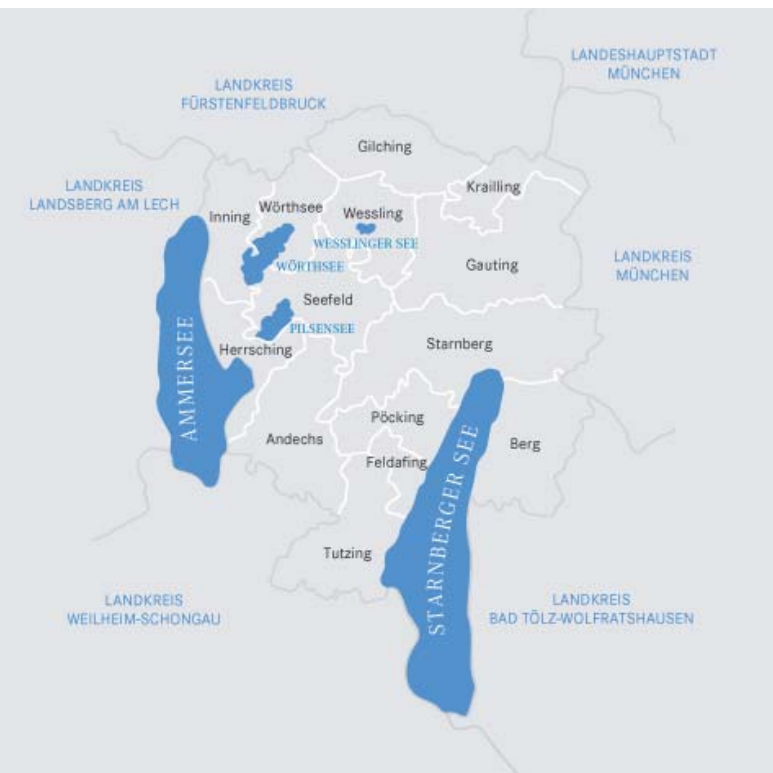 LANDESHAUPTSTADT
MÜNCHEN
LANDKREIS
FÜRSTENFELDBRUCK
Gilching
LANDKREIS
LANDSBERG AM LECH
Krailling
Inning
Wörthsee
Wessling
WESSLINGER SEE
WÖRTHSEE
Gauting
LANDKREIS
MÜNCHEN
Seefeld
PILSENSEE
Herrsching
Starnberg
AMMERSEE
Pöcking
Andechs
Berg
Feldafing
STARNBERGER SEE
Tutzing
LANDKREIS
WEILHEIM-SCHONGAU
LANDKREIS
BAD TÖLZ-WOLFRATSHAUSEN